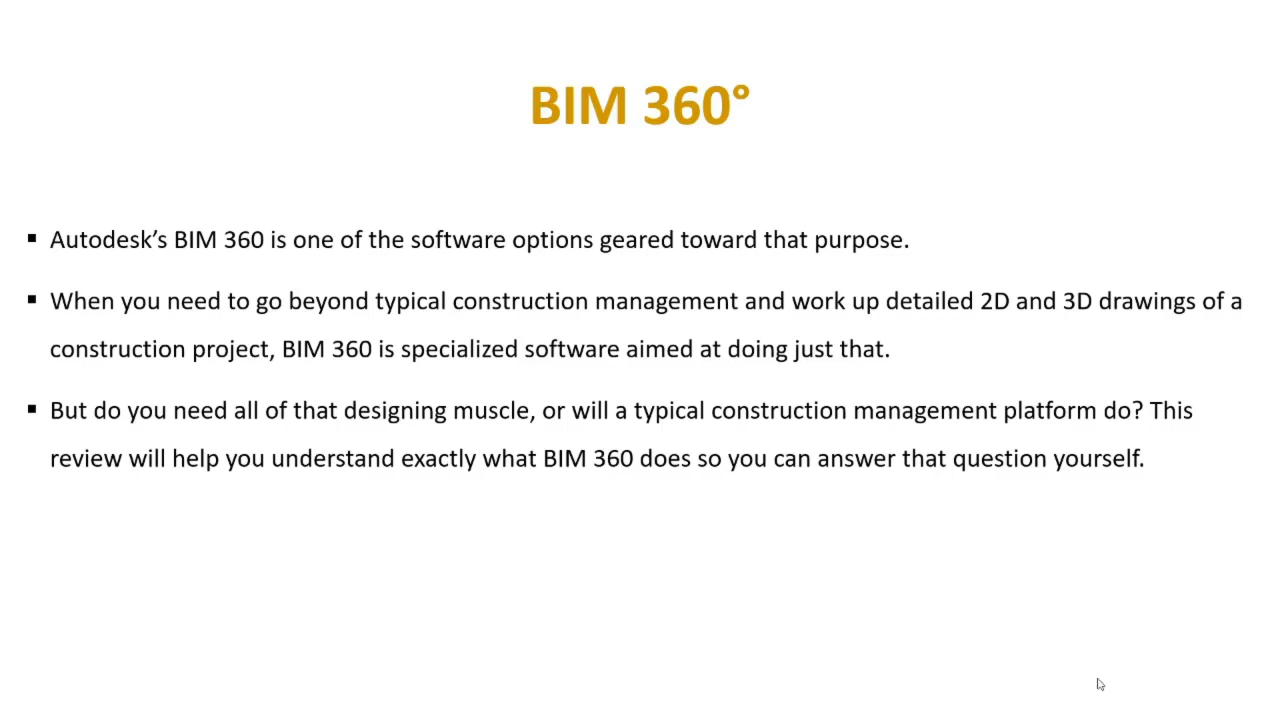 BIM 360°
▪ Autodesk’s BIM 360 is one of the software options geared toward that purpose.
▪ When you need to go beyond typical construction management and work up detailed 2D and 3D drawings of a
construction project, BIM 360 is specialized software aimed at doing just that.
▪ But do you need all of that designing muscle, or will a typical construction management platform do? This
review will help you understand exactly what BIM 360 does so you can answer that question yourself.